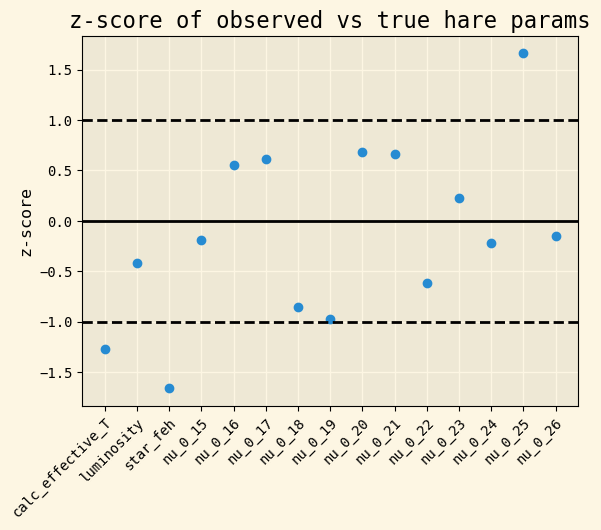 z-score of observed vs true hare params
z-score
1.5
1.0
0.5
0.0
−0.5
−1.0
−1.5
calc_effective_T
luminosity
star_feh
nu_0_15
nu_0_16
nu_0_17
nu_0_18
nu_0_19
nu_0_20
nu_0_21
nu_0_22
nu_0_23
nu_0_24
nu_0_25
nu_0_26